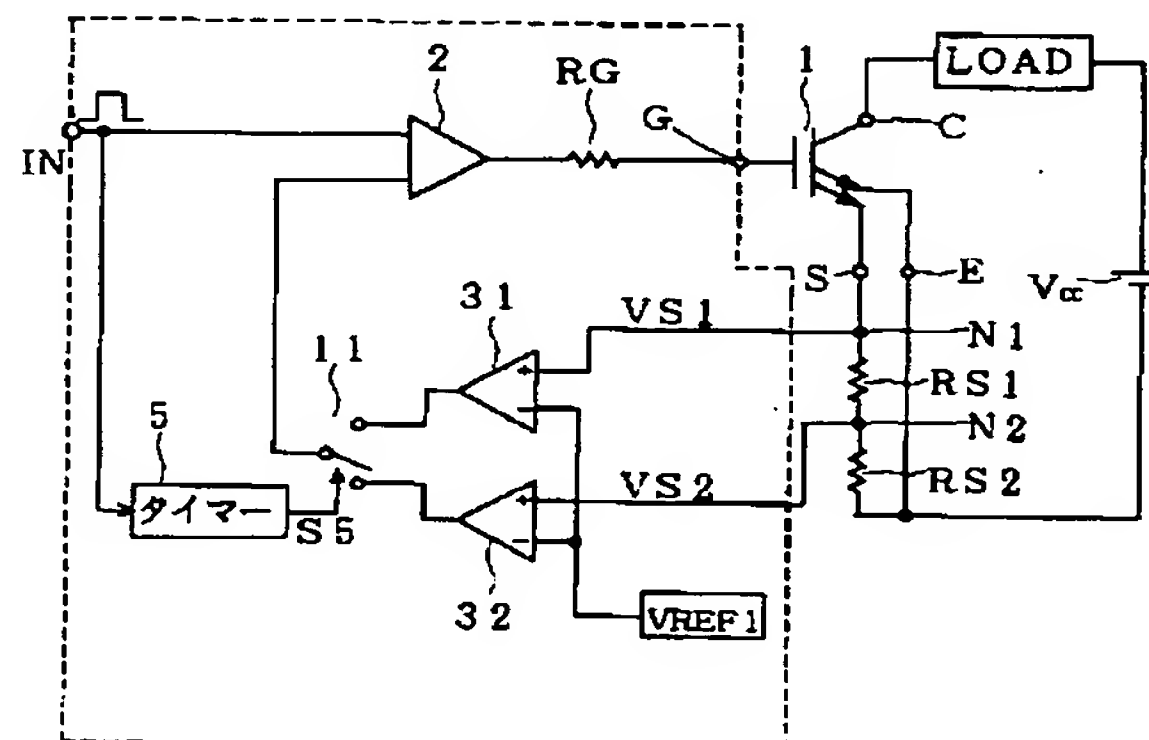 2
RG
1
LOAD
G
C
IN
S
E
Vcc
31
VS1
N1
11
RS1
5
N2
VS2
RS2
タイマー
S5
32
VREF1